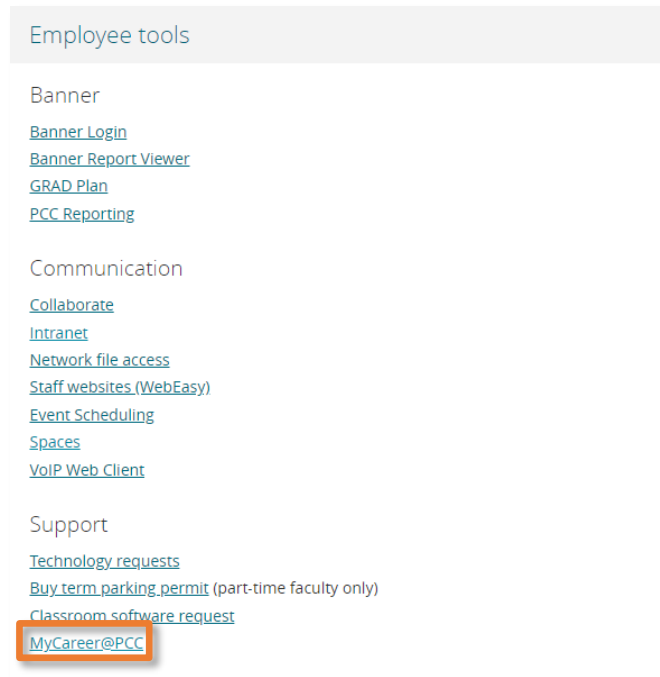 Employee tools
Banner
Banner Login
Banner Report Viewer
GRAD Plan
PCC Reporting
Communication
Collaborate
Intranet
Network file access
Staff websites (WebEasy)
Event Scheduling
Spaces
VoIP Web Client
Support
Technology requests
Buy term parking permit (part-time faculty only)
Classroom software request
MyCareer@PCC